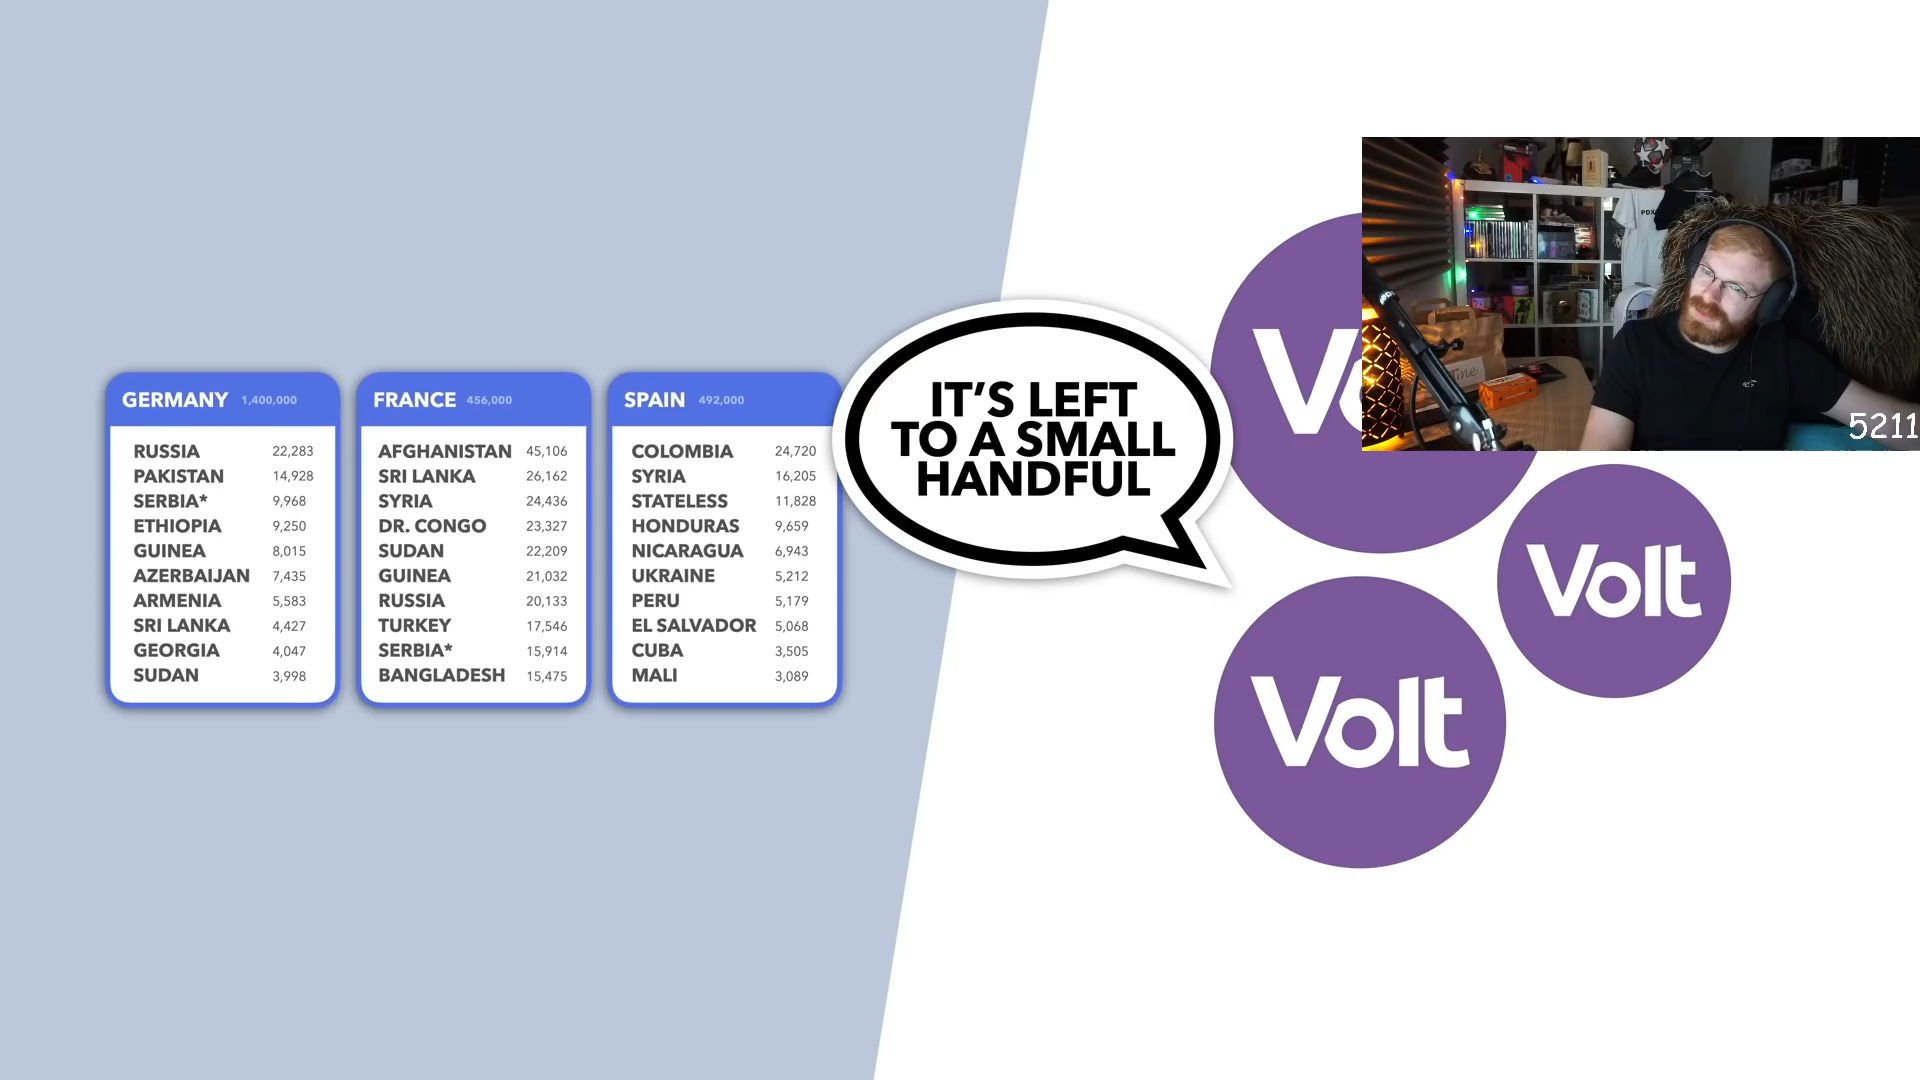 GERMANY 1,400,000
RUSSIA 22,283
PAKISTAN 14,928
SERBIA* 9,968
ETHIOPIA 9,250
GUINEA 8,015
AZERBAIJAN 7,435
ARMENIA 5,583
SRI LANKA 4,427
GEORGIA 4,047
SUDAN 3,998
FRANCE 456,000
AFGHANISTAN 45,106
SRI LANKA 26,162
SYRIA 24,436
DR. CONGO 23,327
SUDAN 22,209
GUINEA 21,032
RUSSIA 20,133
TURKEY 17,546
SERBIA* 15,914
BANGLADESH 15,475
SPAIN 492,000
COLOMBIA 24,720
SYRIA 16,205
STATELESS 11,828
HONDURAS 9,659
NICARAGUA 6,943
UKRAINE 5,212
PERU 5,179
EL SALVADOR 5,068
CUBA 3,505
MALI 3,089
IT'S LEFT
TO A SMALL
HANDFUL
PDX
5211
Volt
Volt